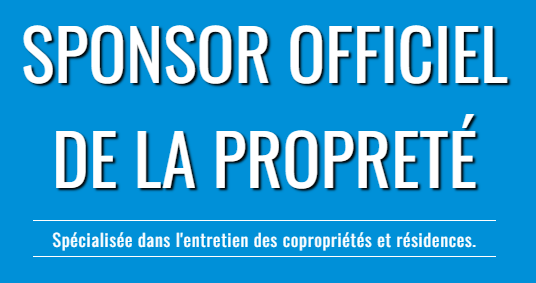 SPONSOR OFFICIEL
DE LA PROPRETÉ
Spécialisée dans l'entretien des copropriétés et résidences.